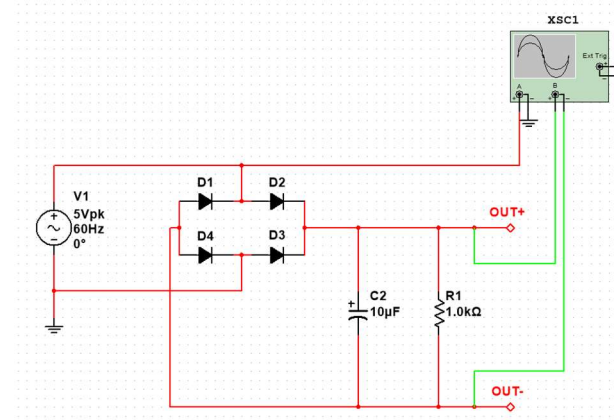 XSC1
Ext Trig
+
-
A
B
+
-
+
-
V1
5Vpk
60Hz
0°
+
~
-
D1
D2
D4
D3
OUT+
C2
10µF
+
R1
1.0kΩ
OUT-